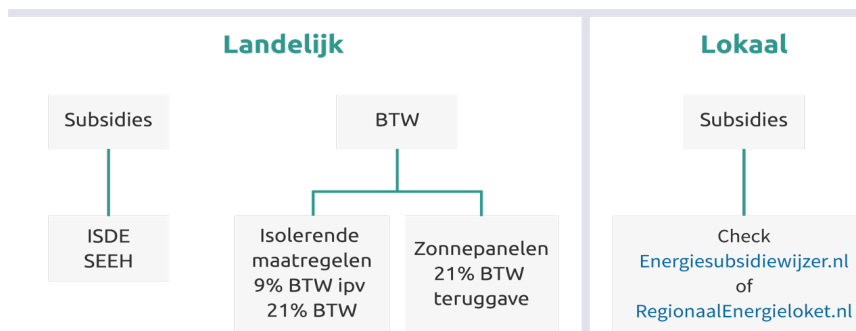 Landelijk
Lokaal
Subsidies
BTW
Subsidies
ISDE
SEEH
Isolerende
maatregelen
9% BTW ipv
21% BTW
Zonnepanelen
21% BTW
teruggave
Check
Energiesubsidiewijzer.nl
of
RegionaalEnergieloket.nl